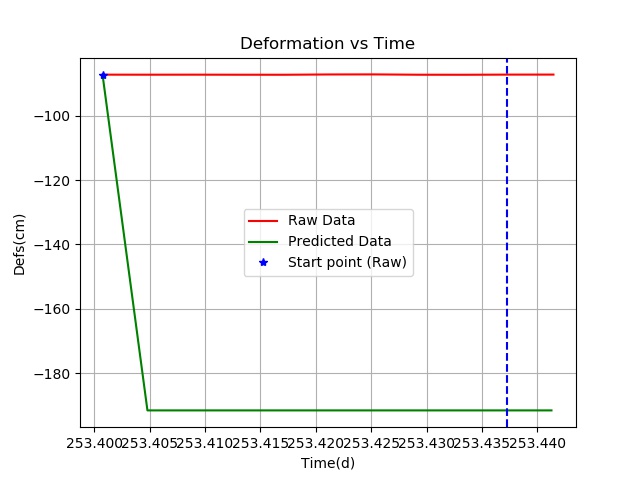 Deformation vs Time
−100
−120
−140
−160
−180
Defs(cm)
Raw Data
Predicted Data
Start point (Raw)
253.400 253.405 253.410 253.415 253.420 253.425 253.430 253.435 253.440
Time(d)